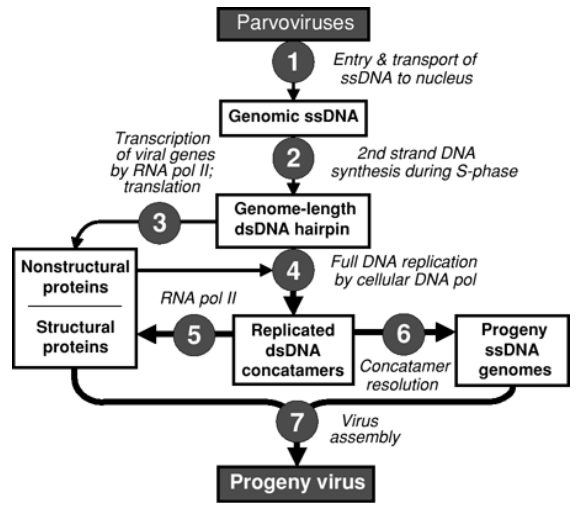 Parvoviruses
1
Entry & transport of
ssDNA to nucleus
Genomic ssDNA
Transcription
of viral genes
by RNA pol II;
translation
2
2nd strand DNA
synthesis during S-phase
3
Genome-length
dsDNA hairpin
Nonstructural
proteins
4
Full DNA replication
by cellular DNA pol
RNA pol II
Structural
proteins
5
Replicated
dsDNA
concatamers
6
Concatamer
resolution
Progeny
ssDNA
genomes
7
Virus
assembly
Progeny virus